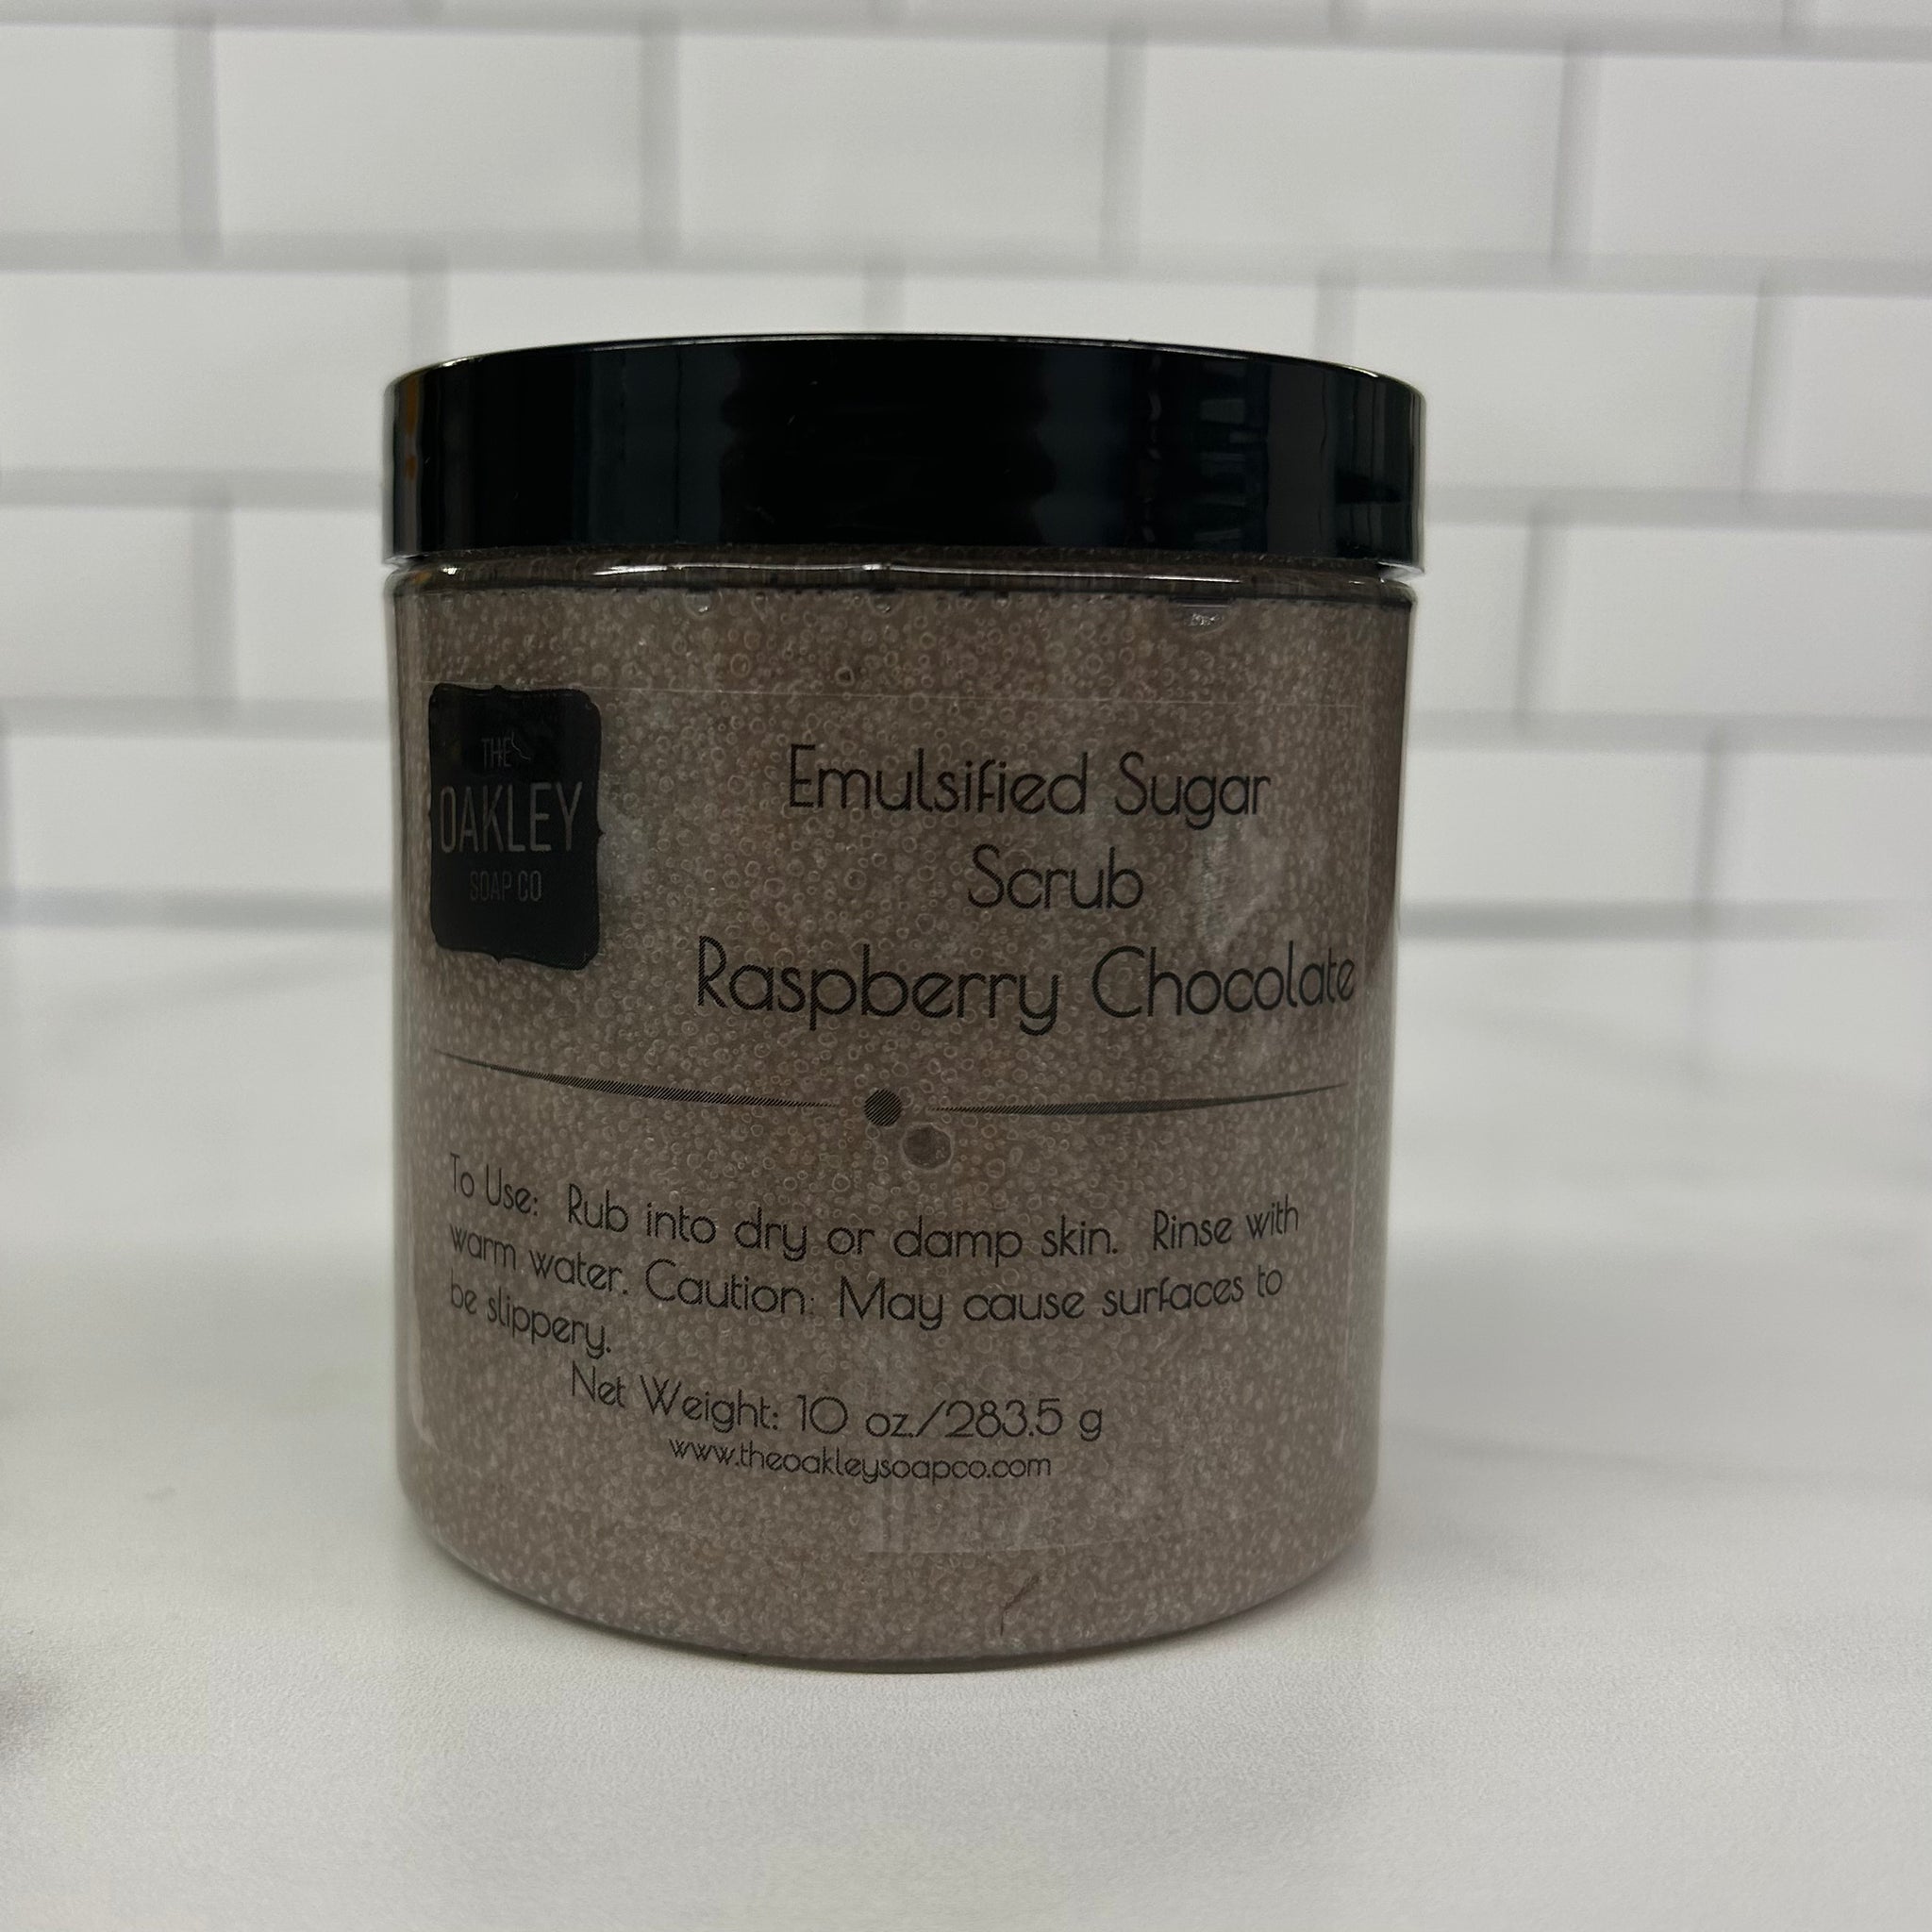 THE
OAKLEY
SOAP CO
Emulsified Sugar
Scrub
Raspberry Chocolate
To Use: Rub into dry or damp skin. Rinse with
warm water. Caution: May cause surfaces to
be slippery.
Net Weight: 10 oz./283.5 g
www.theoakleysoapco.com